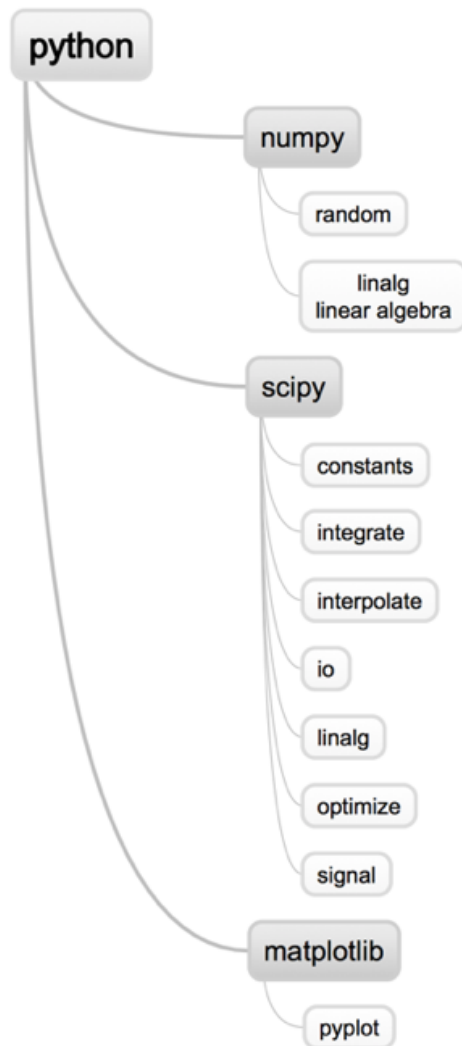 python
numpy
random
linalg
linear algebra
scipy
constants
integrate
interpolate
io
linalg
optimize
signal
matplotlib
pyplot